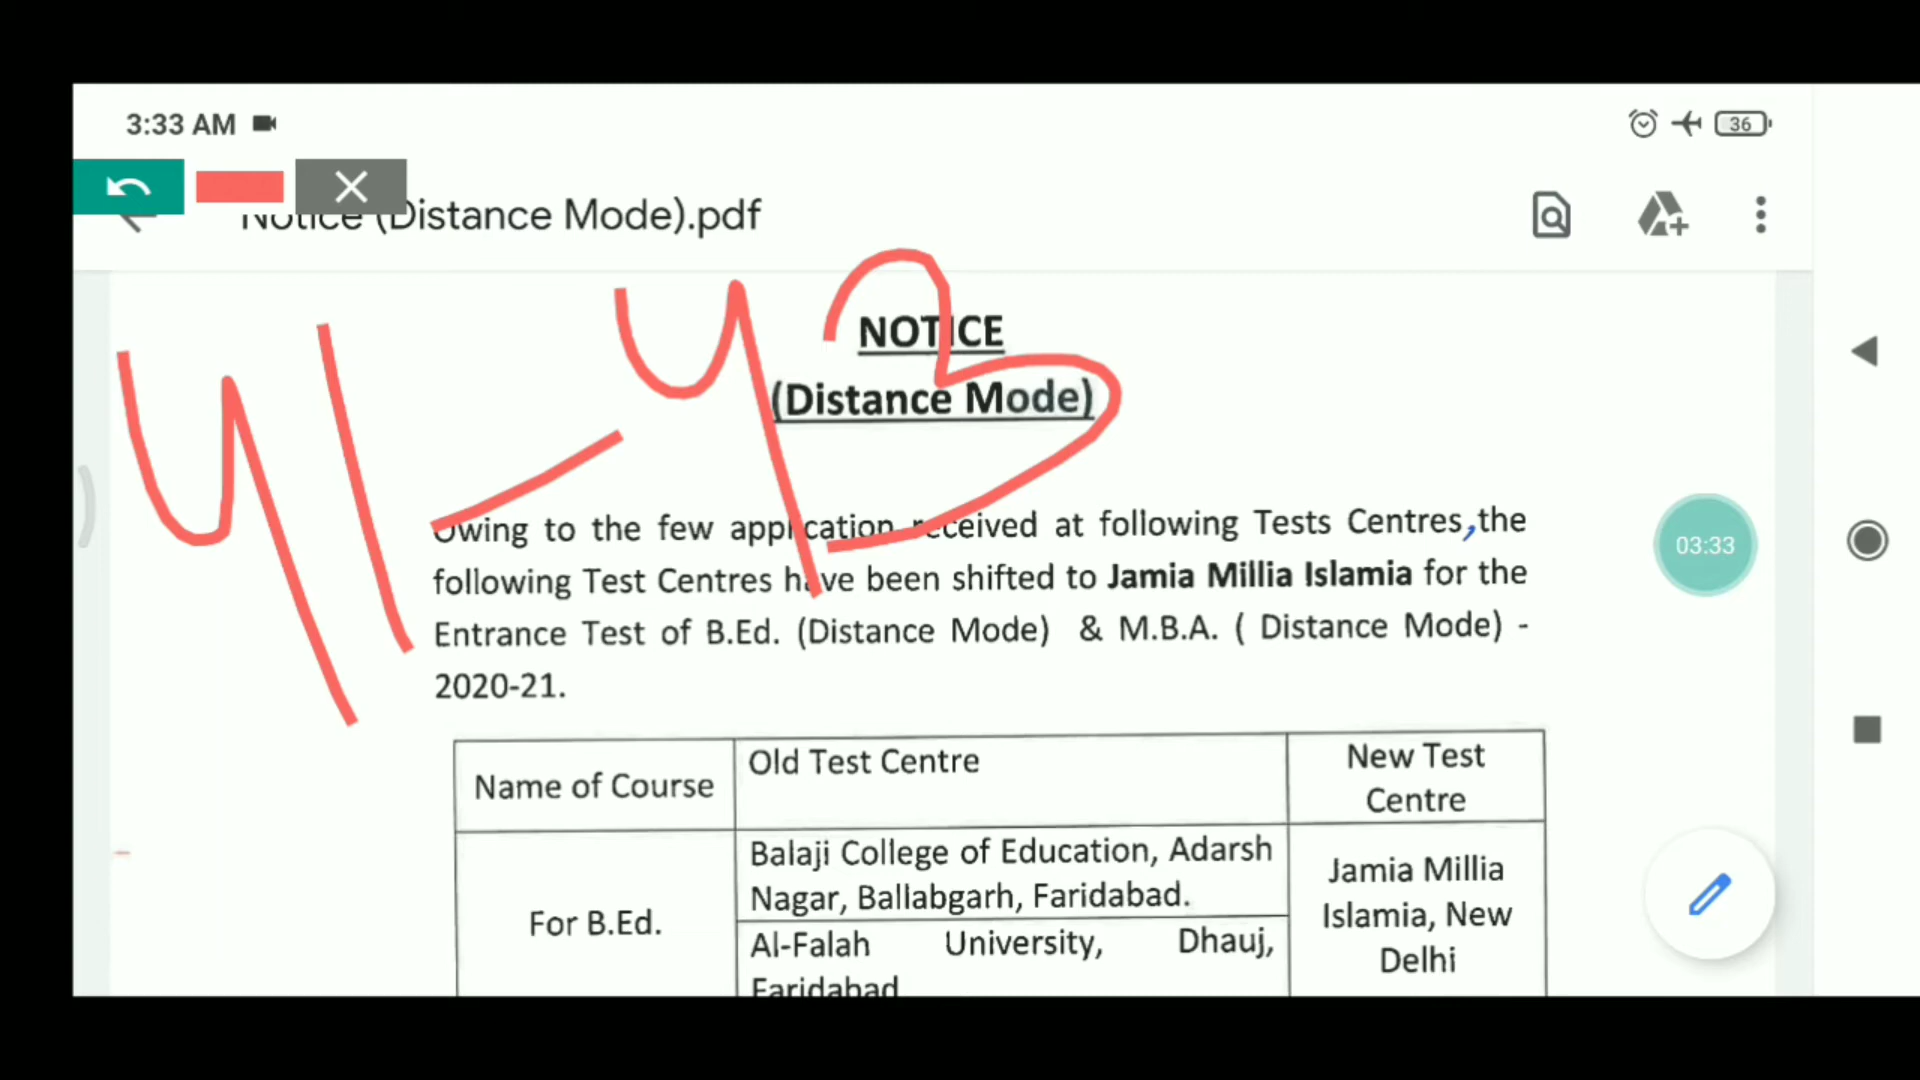 3:33 AM
36
Notice (Distance Mode).pdf
41-43
NOTICE
(Distance Mode)
Owing to the few application received at following Tests Centres,the
following Test Centres have been shifted to Jamia Millia Islamia for the
Entrance Test of B.Ed. (Distance Mode) & M.B.A. ( Distance Mode) -
2020-21.
03:33
Name of Course
Old Test Centre
New Test
Centre
For B.Ed.
Balaji College of Education, Adarsh
Nagar, Ballabgarh, Faridabad.
Al-Falah University, Dhauj,
Faridabad
Jamia Millia
Islamia, New
Delhi